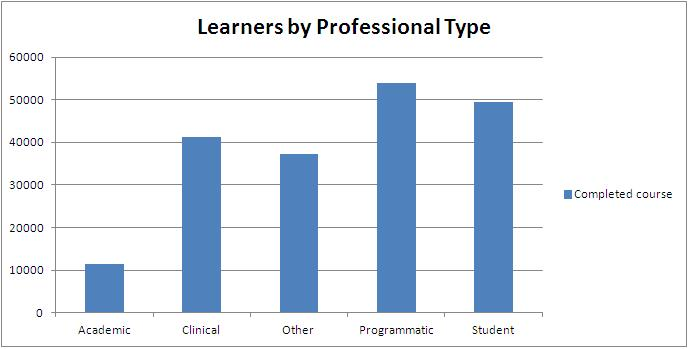 Learners by Professional Type
60000
50000
40000
30000
20000
10000
0
Academic Clinical Other Programmatic Student
Completed course